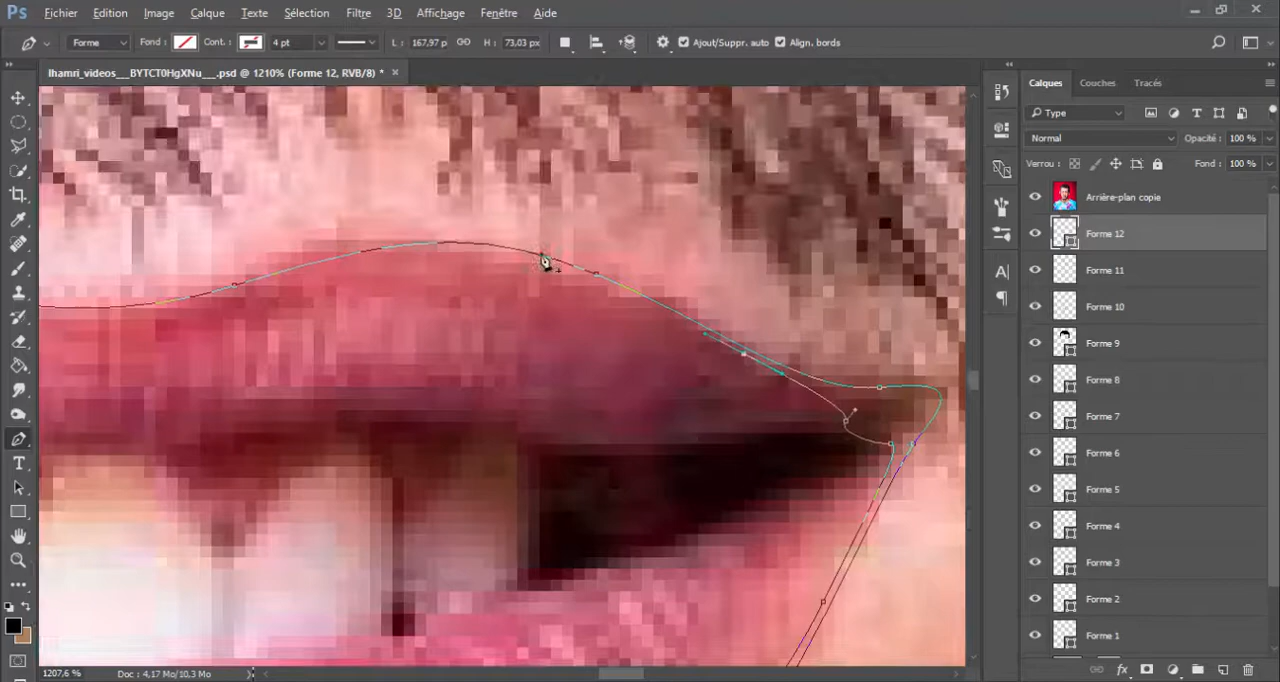 Ps Fichier Edition Image Calque Texte Sélection Filtre 3D Affichage Fenêtre Aide
Forme Fond : Cont. : 4 pt L : 167,97 p H : 73,03 px Ajout/Suppr. auto Align. bords
lhamri_videos___BYTCT0HgXNu___.psd @ 1210% (Forme 12, RVB/8) *
Calques Couches Tracés
Type
Normal Opacité : 100 %
Verrou : Fond : 100 %
Arrière-plan copie
Forme 12
Forme 11
Forme 10
Forme 9
Forme 8
Forme 7
Forme 6
Forme 5
Forme 4
Forme 3
Forme 2
Forme 1
1207,6 % Doc : 4,17 Mo/10,3 Mo